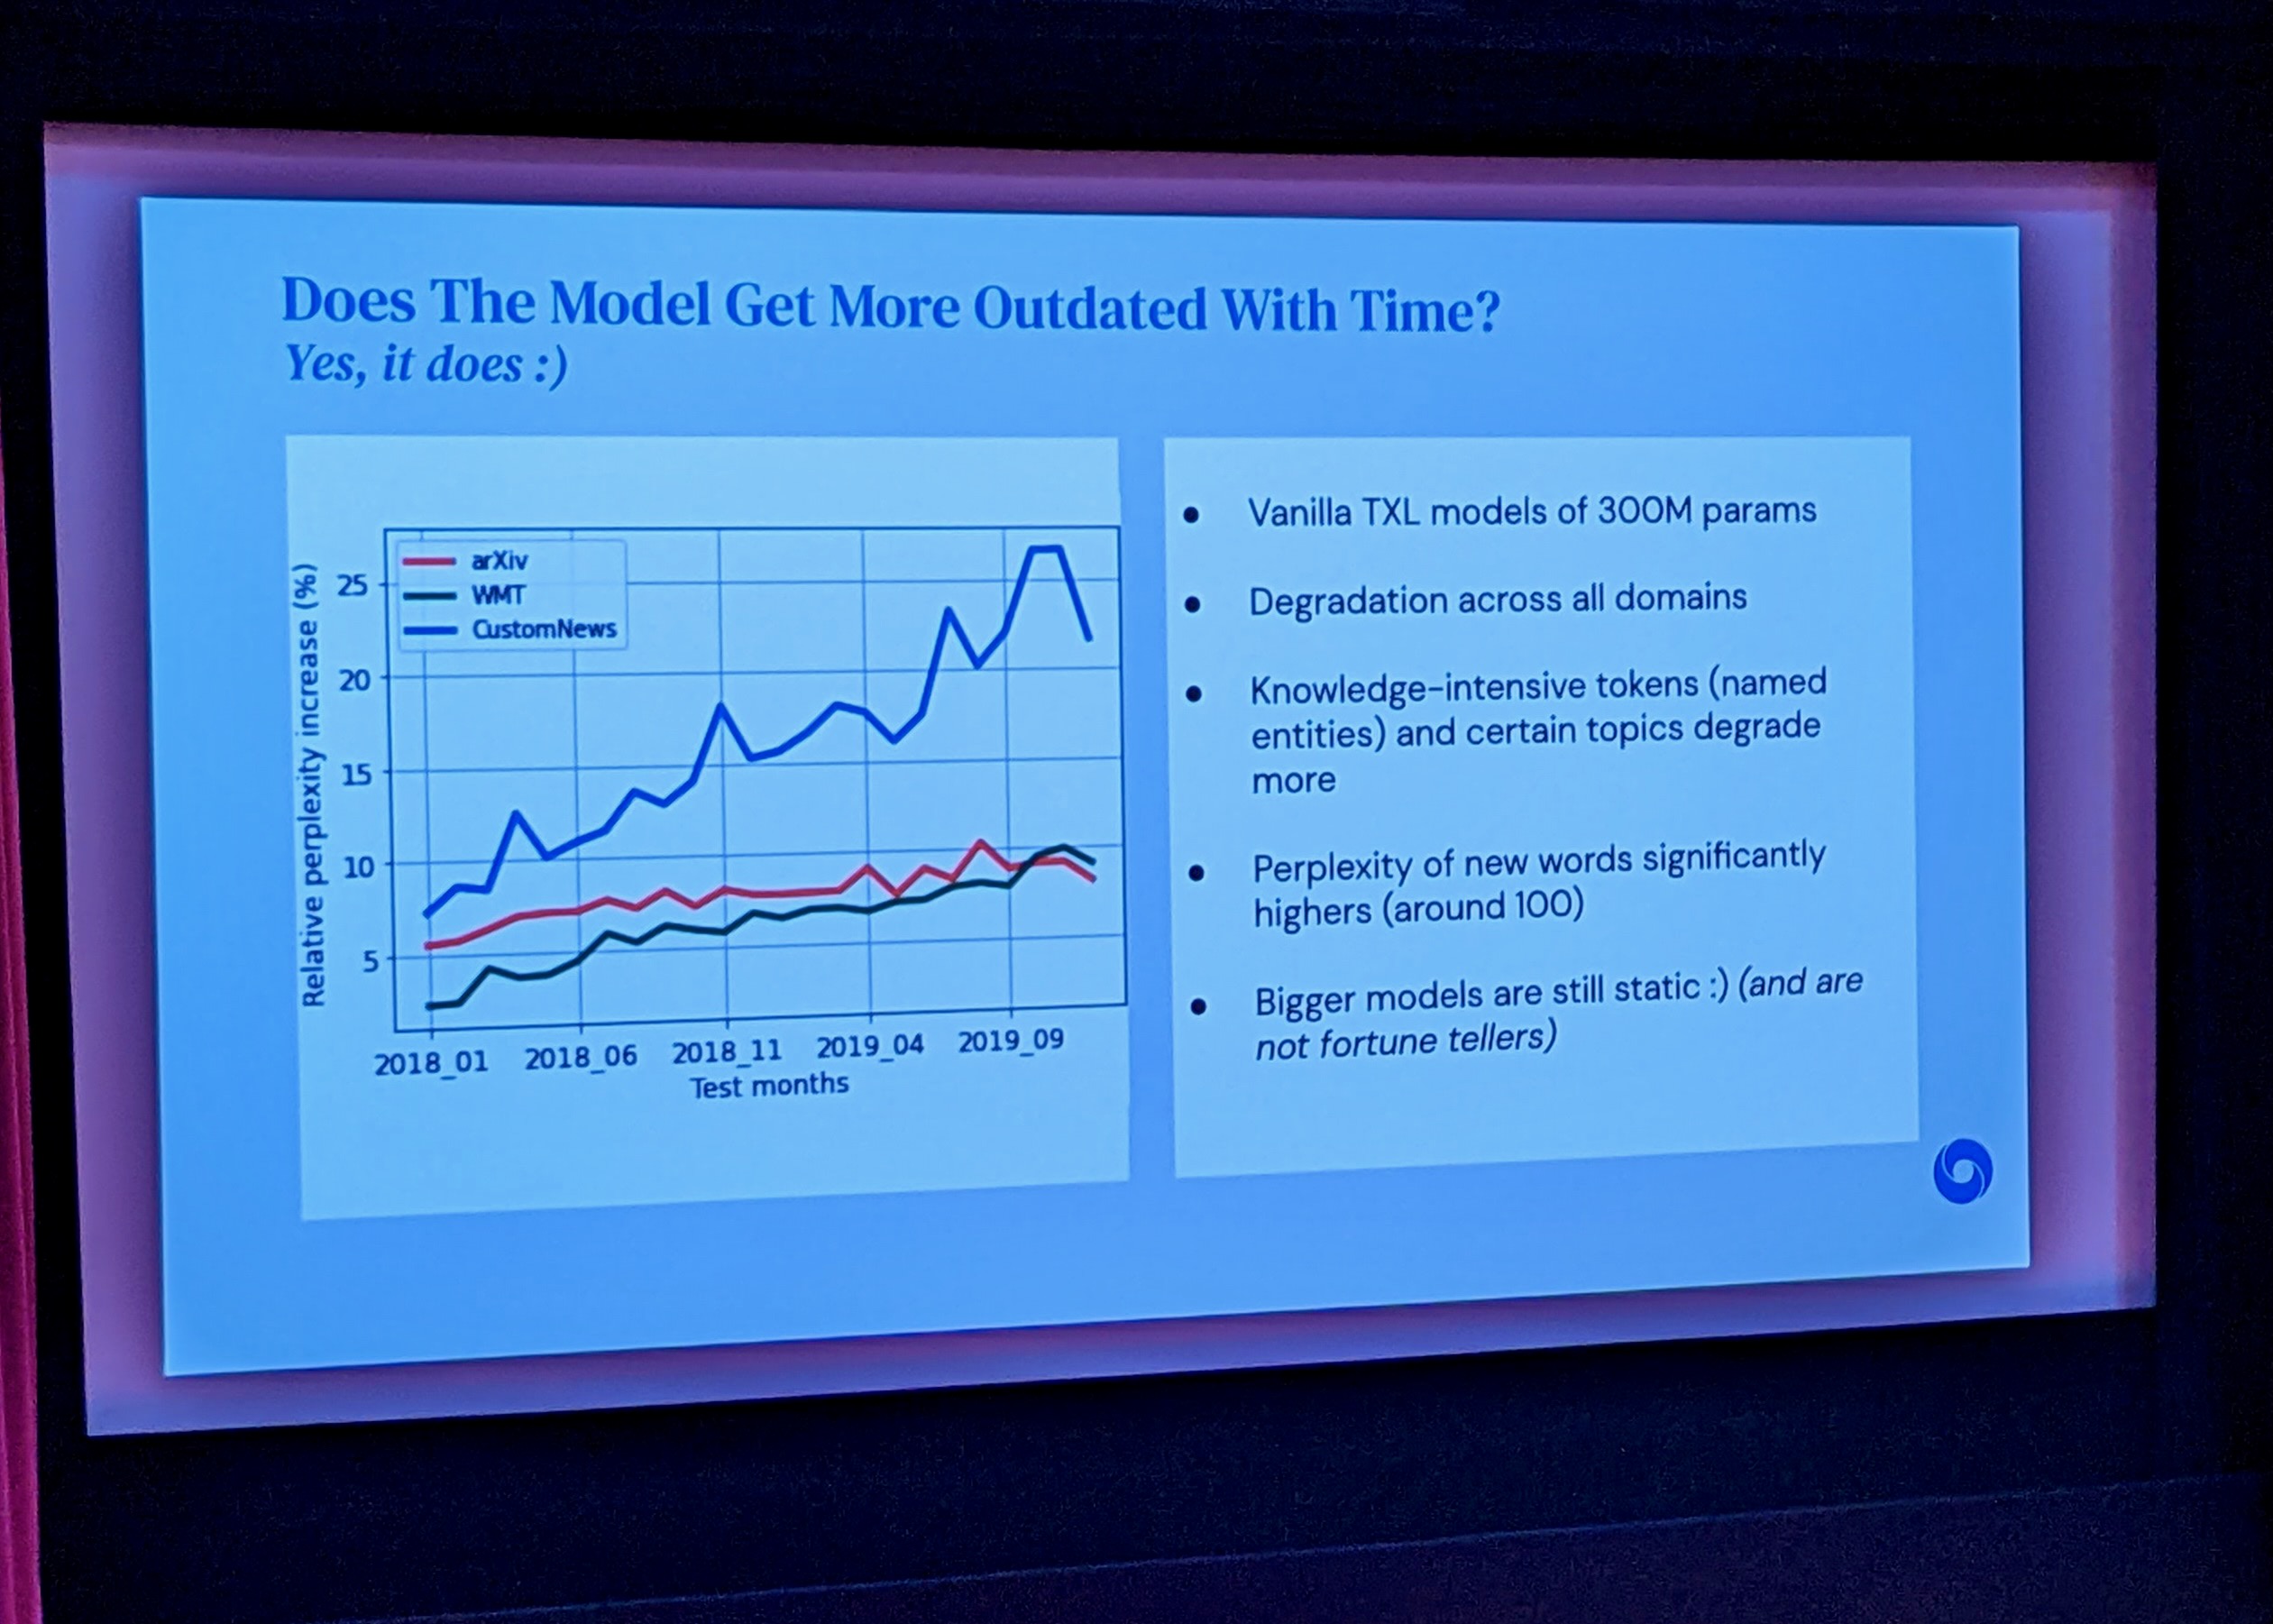 Does The Model Get More Outdated With Time?
Yes, it does :)
arXiv
WMT
CustomNews
Relative perplexity increase (%)
25
20
15
10
5
2018_01 2018_06 2018_11 2019_04 2019_09
Test months
• Vanilla TXL models of 300M params
• Degradation across all domains
• Knowledge-intensive tokens (named
entities) and certain topics degrade
more
• Perplexity of new words significantly
highers (around 100)
• Bigger models are still static :) (and are
not fortune tellers)